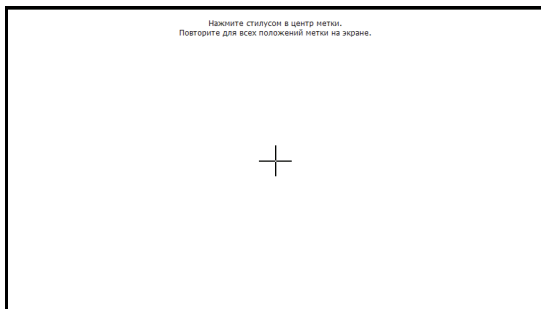 Нажмите стилусом в центр метки.
Повторите для всех положений метки на экране.